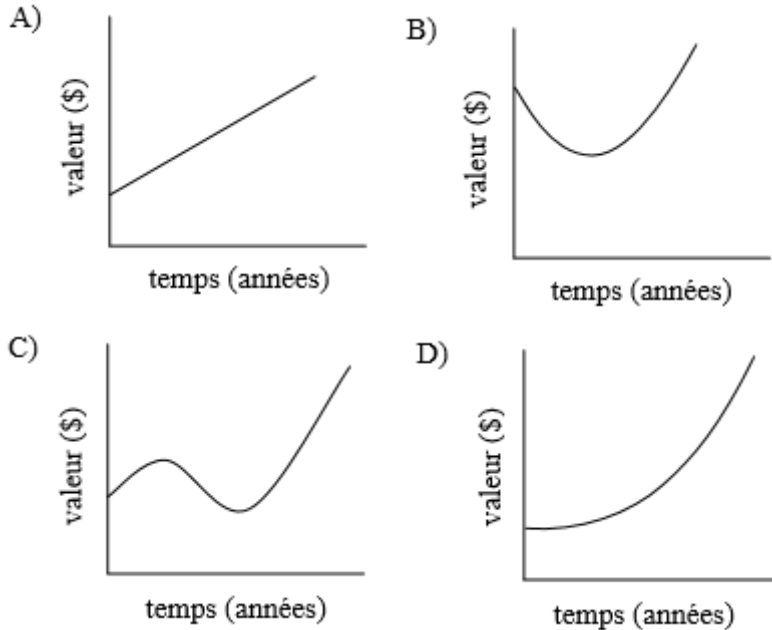 A)
valeur ($)
temps (années)
B)
valeur ($)
temps (années)
C)
valeur ($)
temps (années)
D)
valeur ($)
temps (années)